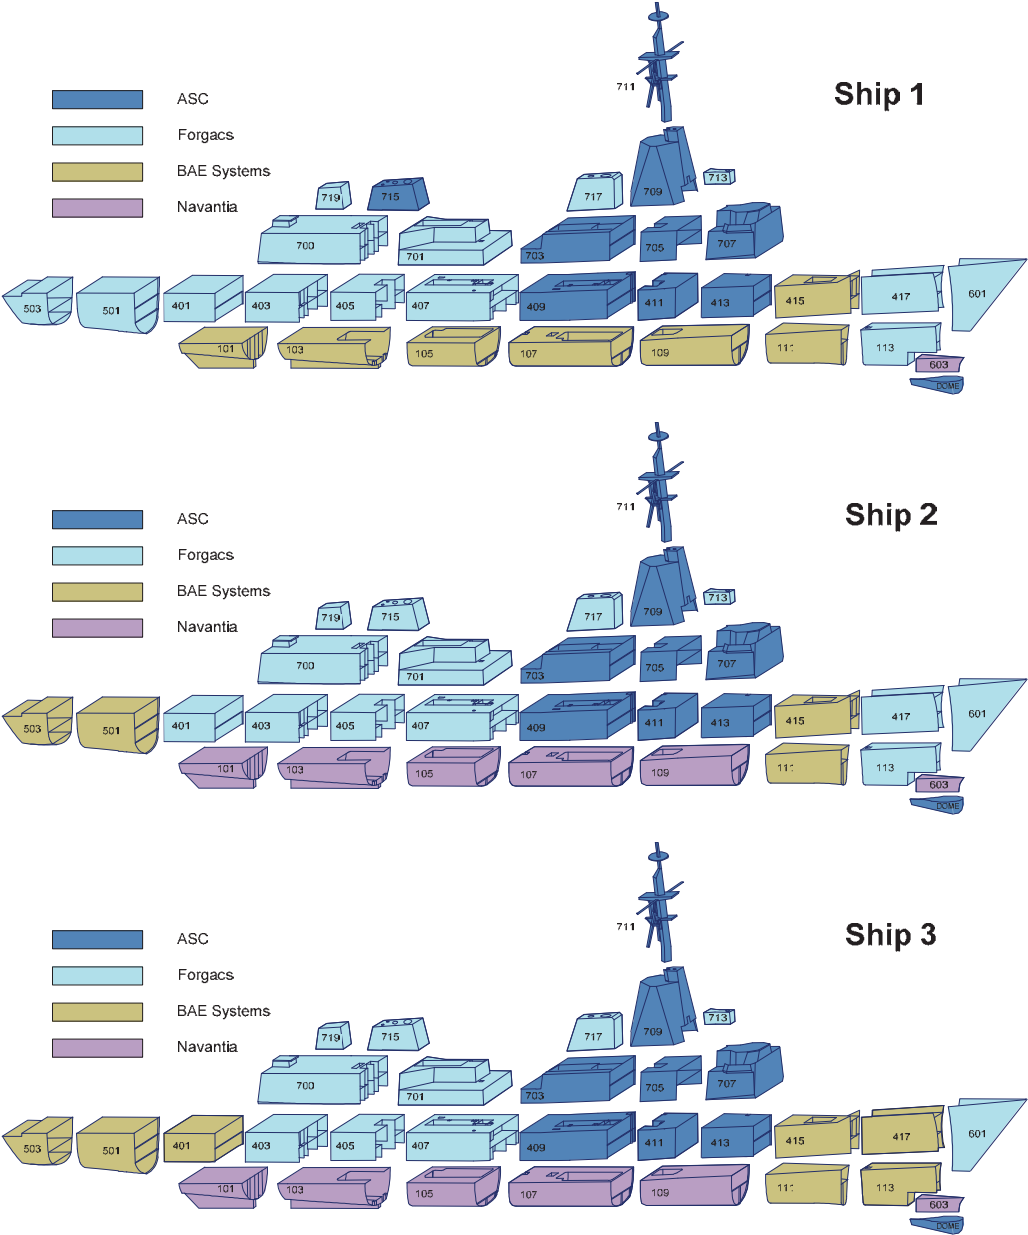 711
Ship 1
ASC
Forgacs
BAE Systems
Navantia
719 715 717 709 713
700 701 703 705 707
503 501 401 403 405 407 409 411 413 415 417 601
101 103 105 107 109 111 113
603
DOME
711
Ship 2
ASC
Forgacs
BAE Systems
Navantia
719 715 717 709 713
700 701 703 705 707
503 501 401 403 405 407 409 411 413 415 417 601
101 103 105 107 109 111 113
603
DOME
711
Ship 3
ASC
Forgacs
BAE Systems
Navantia
719 715 717 709 713
700 701 703 705 707
503 501 401 403 405 407 409 411 413 415 417 601
101 103 105 107 109 111 113
603
DOME